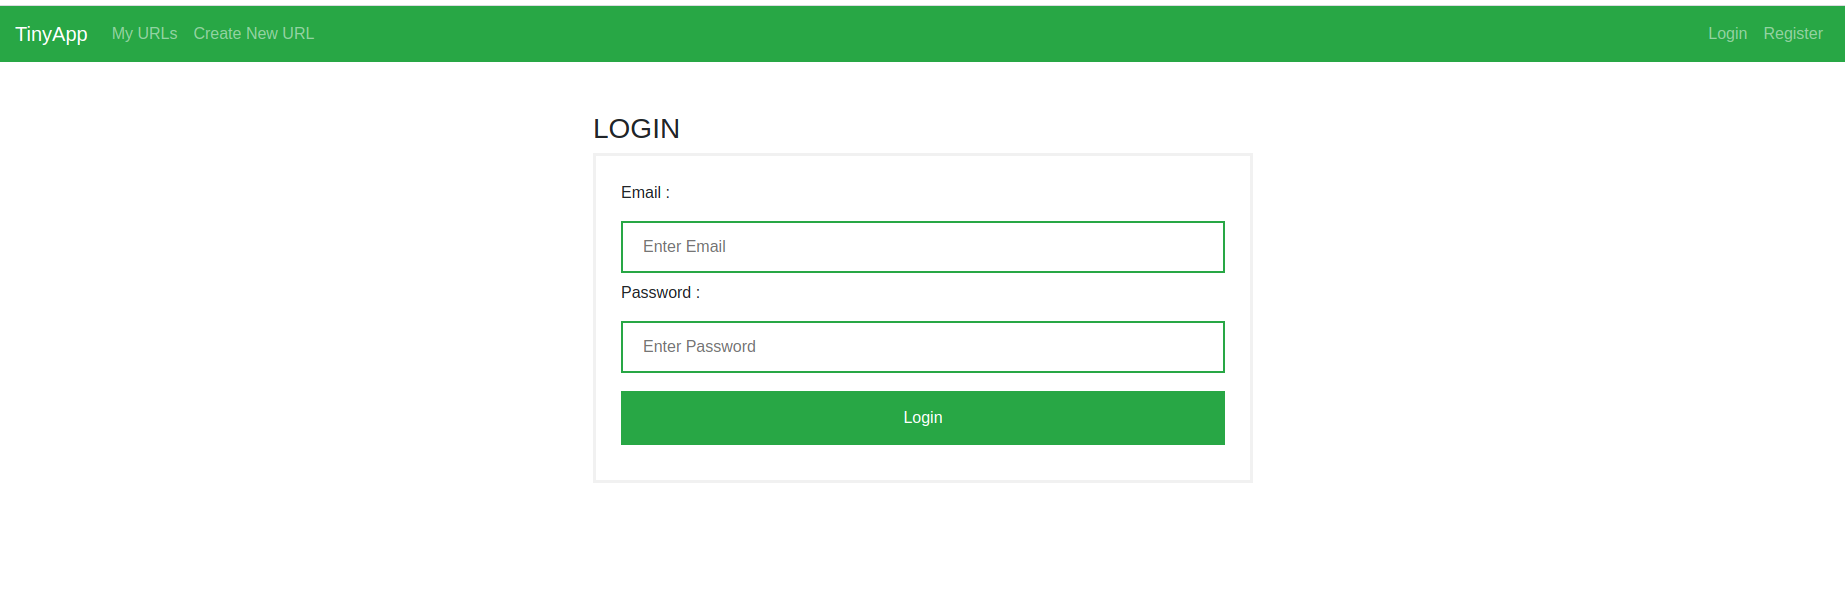 TinyApp My URLs Create New URL Login Register
LOGIN
Email :
Enter Email
Password :
Enter Password
Login